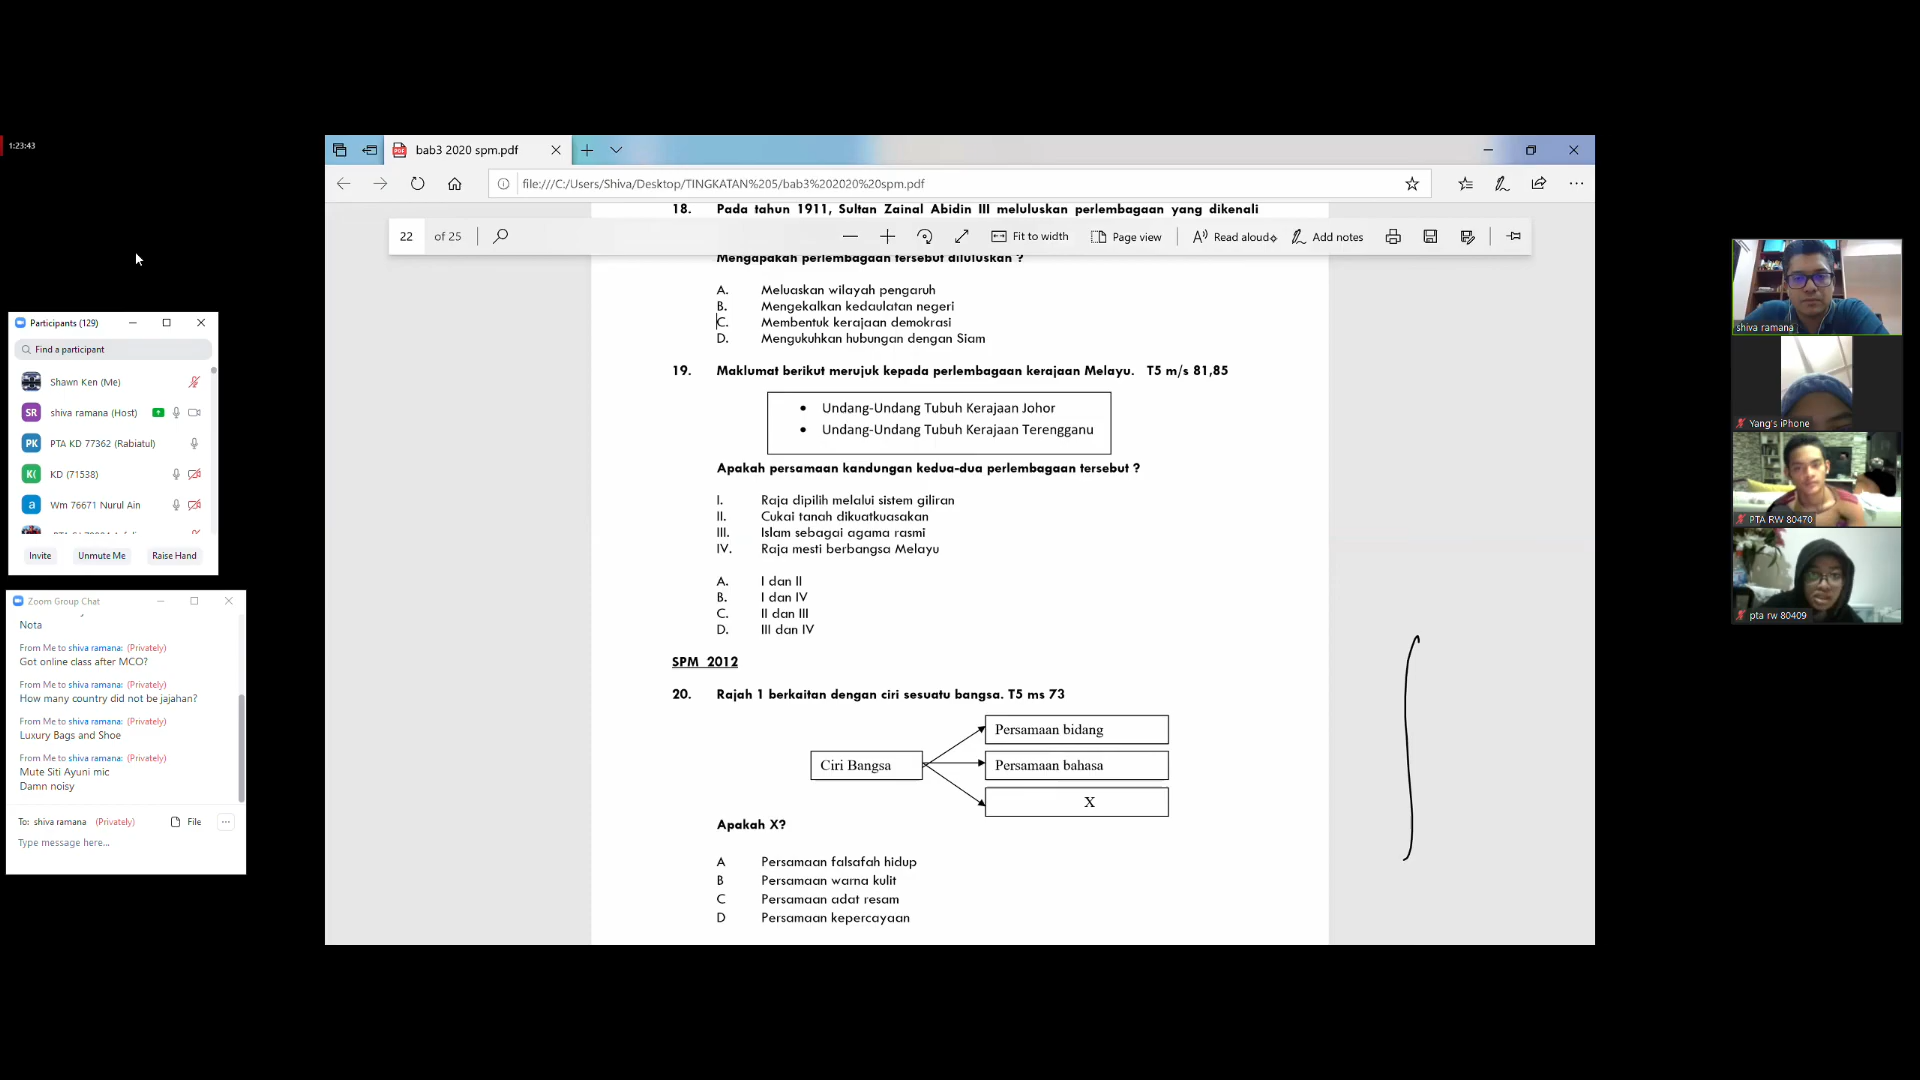 1:23:43
bab3 2020 spm.pdf
file:///C:/Users/Shiva/Desktop/TINGKATAN%205/bab3%202020%20spm.pdf
18. Pada tahun 1911, Sultan Zainal Abidin III meluluskan perlembagaan yang dikenali
22 of 25
Fit to width
Page view
Read aloud
Add notes
Mengapakah perlembagaan tersebut diluluskan ?
A. Meluaskan wilayah pengaruh
B. Mengekalkan kedaulatan negeri
C. Membentuk kerajaan demokrasi
D. Mengukuhkan hubungan dengan Siam
19. Maklumat berikut merujuk kepada perlembagaan kerajaan Melayu. T5 m/s 81,85
• Undang-Undang Tubuh Kerajaan Johor
• Undang-Undang Tubuh Kerajaan Terengganu
Apakah persamaan kandungan kedua-dua perlembagaan tersebut ?
I. Raja dipilih melalui sistem giliran
II. Cukai tanah dikuatkuasakan
III. Islam sebagai agama rasmi
IV. Raja mesti berbangsa Melayu
A. I dan II
B. I dan IV
C. II dan III
D. III dan IV
SPM 2012
20. Rajah 1 berkaitan dengan ciri sesuatu bangsa. T5 ms 73
Ciri Bangsa
Persamaan bidang
Persamaan bahasa
X
Apakah X?
A Persamaan falsafah hidup
B Persamaan warna kulit
C Persamaan adat resam
D Persamaan kepercayaan
Participants (129)
Find a participant
Shawn Ken (Me)
SR shiva ramana (Host)
PK PTA KD 77362 (Rabiatul)
K( KD (71538)
a Wm 76671 Nurul Ain
Invite
Unmute Me
Raise Hand
Zoom Group Chat
Nota
From Me to shiva ramana: (Privately)
Got online class after MCO?
From Me to shiva ramana: (Privately)
How many country did not be jajahan?
From Me to shiva ramana: (Privately)
Luxury Bags and Shoe
From Me to shiva ramana: (Privately)
Mute Siti Ayuni mic
Damn noisy
To: shiva ramana (Privately)
File
Type message here...
shiva ramana
Yang's iPhone
PTA RW 80470
pta rw 80409